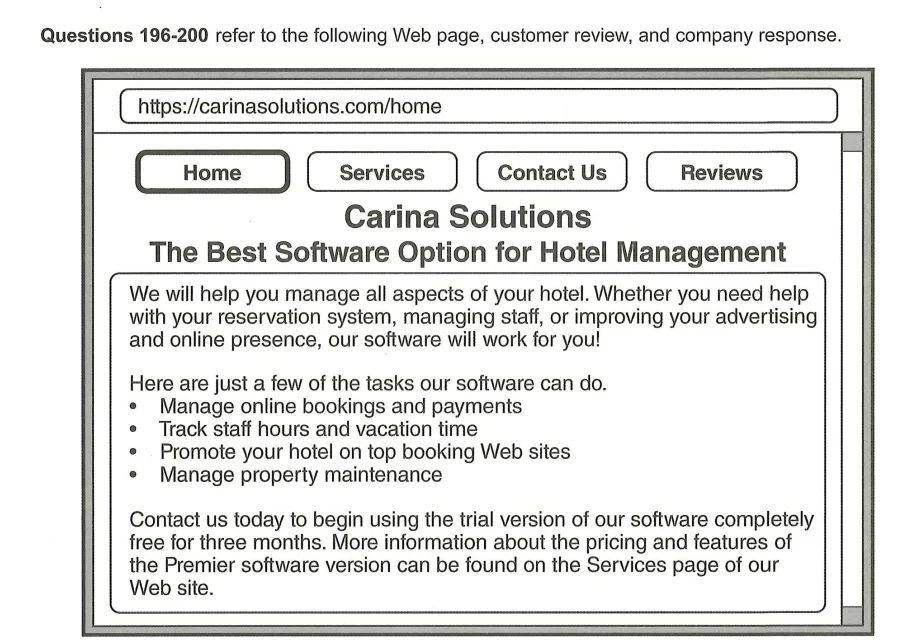 Questions 196-200 refer to the following Web page, customer review, and company response.
https://carinasolutions.com/home
Home Services Contact Us Reviews
Carina Solutions
The Best Software Option for Hotel Management
We will help you manage all aspects of your hotel. Whether you need help
with your reservation system, managing staff, or improving your advertising
and online presence, our software will work for you!
Here are just a few of the tasks our software can do.
• Manage online bookings and payments
• Track staff hours and vacation time
• Promote your hotel on top booking Web sites
• Manage property maintenance
Contact us today to begin using the trial version of our software completely
free for three months. More information about the pricing and features of
the Premier software version can be found on the Services page of our
Web site.